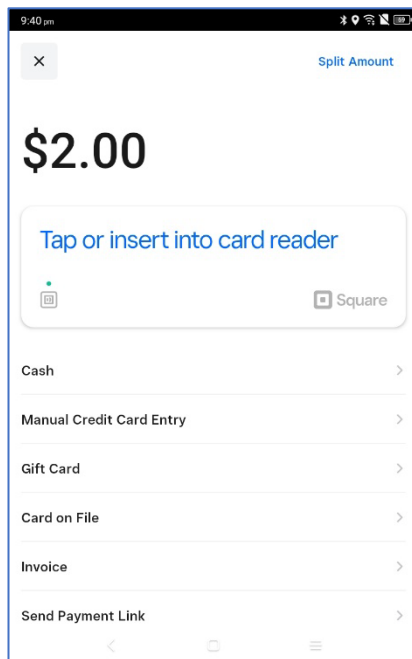 9:40 pm
Split Amount
$2.00
Tap or insert into card reader
Square
Cash
Manual Credit Card Entry
Gift Card
Card on File
Invoice
Send Payment Link